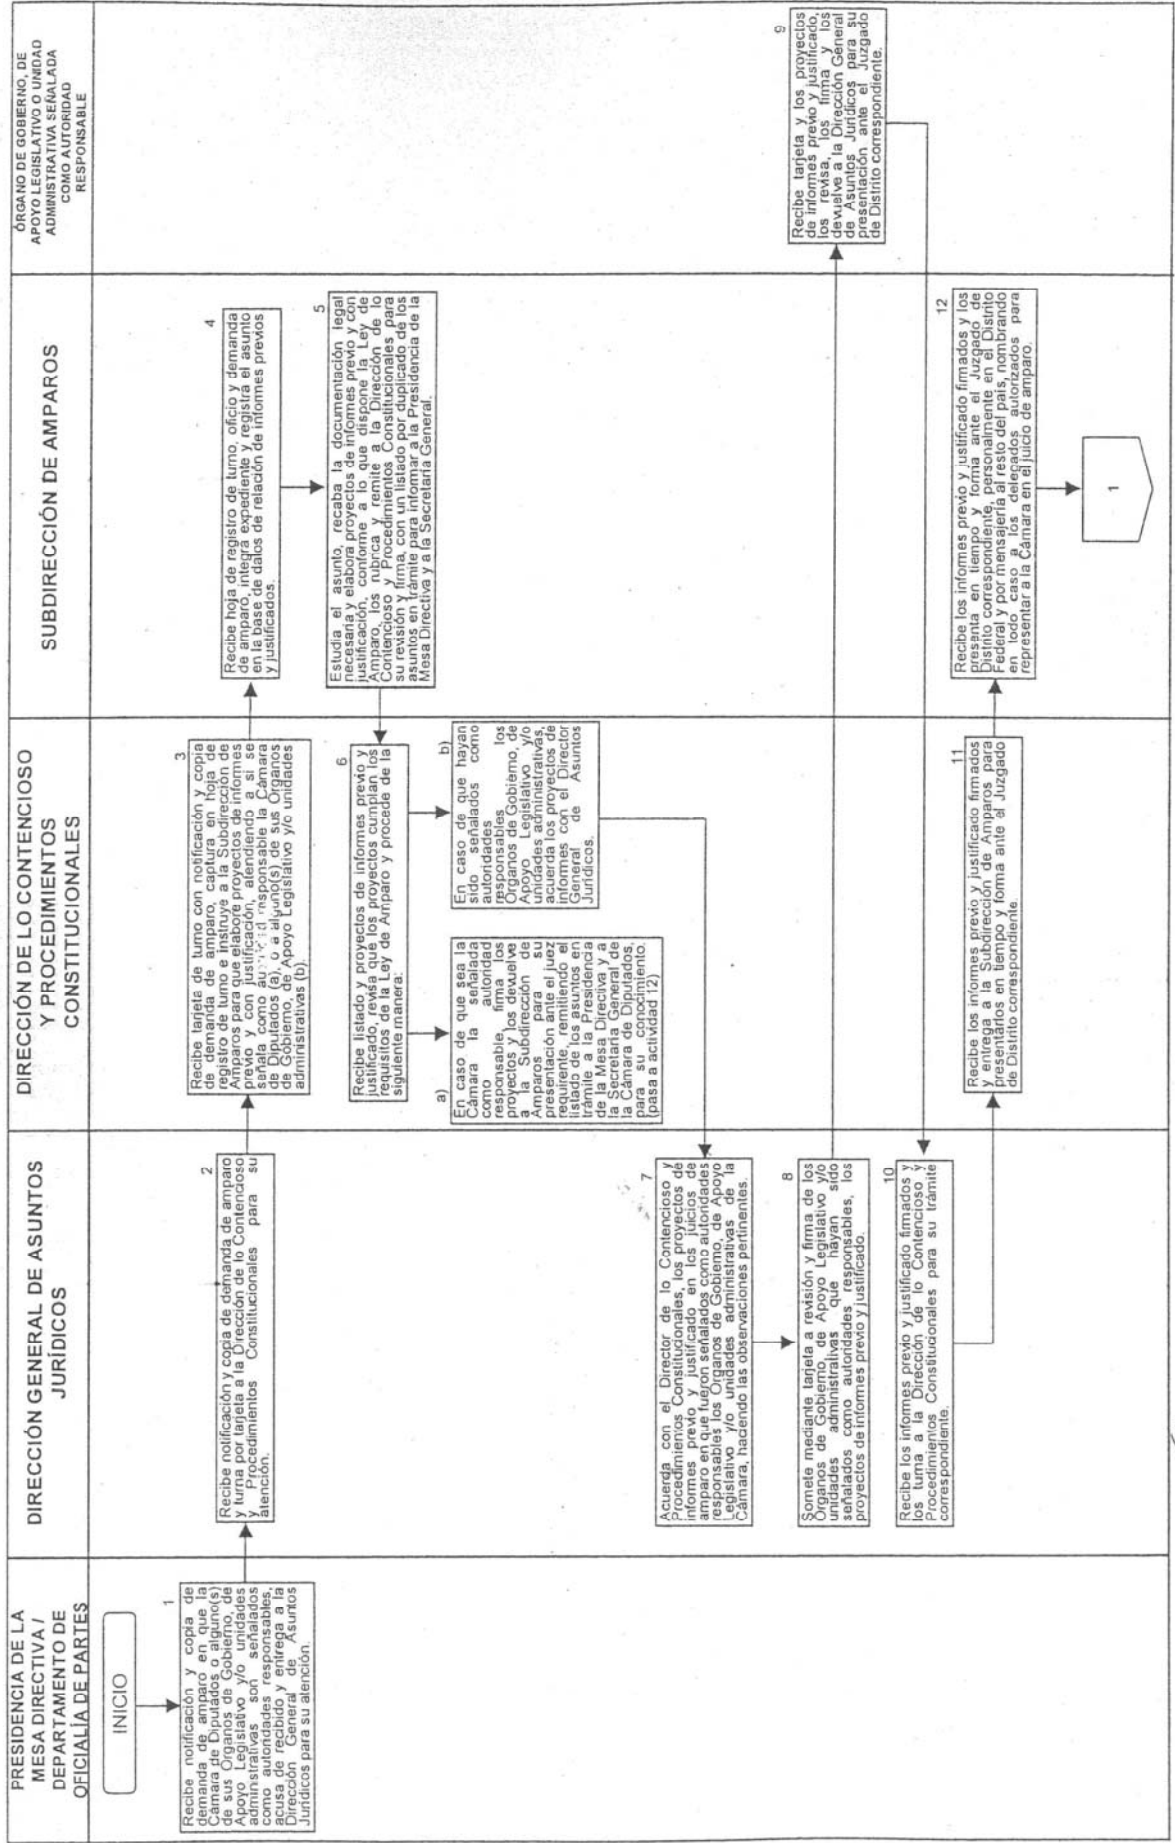 PRESIDENCIA DE LA
MESA DIRECTIVA /
DEPARTAMENTO DE
OFICIALÍA DE PARTES
DIRECCIÓN GENERAL DE ASUNTOS
JURÍDICOS
DIRECCIÓN DE LO CONTENCIOSO
Y PROCEDIMIENTOS
CONSTITUCIONALES
SUBDIRECCIÓN DE AMPAROS
ÓRGANO DE GOBIERNO, DE
APOYO LEGISLATIVO O UNIDAD
ADMINISTRATIVA SEÑALADA
COMO AUTORIDAD
RESPONSABLE
INICIO
1
Recibe notificación y copia de
demanda de amparo en que la
Cámara de Diputados o alguno(s)
de sus Órganos de Gobierno, de
Apoyo Legislativo y/o unidades
administrativas son señalados
como autoridades responsables,
acusa de recibido y entrega a la
Dirección General de Asuntos
Jurídicos para su atención.
2
Recibe notificación y copia de demanda de amparo
y turna por tarjeta a la Dirección de lo Contencioso
y Procedimientos Constitucionales para su
atención.
3
Recibe tarjeta de turno con notificación y copia
de demanda de amparo, captura en hoja de
registro de turno e instruye a la Subdirección de
Amparos para que elabore proyectos de informes
previo y con justificación, atendiendo a si se
señala como responsable la Cámara
de Diputados (a), o a alguno(s) de sus Órganos
de Gobierno, de Apoyo Legislativo y/o unidades
administrativas (b).
4
Recibe hoja de registro de turno, oficio y demanda
de amparo, integra expediente y registra el asunto
en la base de datos de relación de informes previos
y justificados.
5
Estudia el asunto, recaba la documentación legal
necesaria y elabora proyectos de informes previo y con
justificación, conforme a lo que dispone la Ley de
Amparo, los rubrica y remite a la Dirección de lo
Contencioso y Procedimientos Constitucionales para
su revisión y firma, con un listado por duplicado de los
asuntos en trámite para informar a la Presidencia de la
Mesa Directiva y a la Secretaría General.
6
Recibe listado y proyectos de informes previo y
justificado, revisa que los proyectos cumplan los
requisitos de la Ley de Amparo y procede de la
siguiente manera:
a)
En caso de que sea la
Cámara la señalada
como autoridad
responsable, firma los
proyectos y los devuelve
a la Subdirección de
Amparos para su
presentación ante el juez
requirente, remitiendo el
listado de los asuntos en
trámite a la Presidencia
de la Mesa Directiva y a
la Secretaría General de
la Cámara de Diputados,
para su conocimiento.
(pasa a actividad 12)
b)
En caso de que hayan
sido señalados como
autoridades
responsables los
Órganos de Gobierno, de
Apoyo Legislativo y/o
unidades administrativas,
acuerda los proyectos de
informes con el Director
General de Asuntos
Jurídicos.
7
Acuerda con el Director de lo Contencioso y
Procedimientos Constitucionales, los proyectos de
informes previo y justificado en los juicios de
amparo en que fueron señalados como autoridades
responsables los Órganos de Gobierno, de Apoyo
Legislativo y/o unidades administrativas de la
Cámara, haciendo las observaciones pertinentes.
8
Somete mediante tarjeta a revisión y firma de los
Órganos de Gobierno, de Apoyo Legislativo y/o
unidades administrativas que hayan sido
señalados como autoridades responsables, los
proyectos de informes previo y justificado.
9
Recibe tarjeta y los proyectos
de informes previo y justificado,
los revisa, los firma y los
devuelve a la Dirección General
de Asuntos Jurídicos para su
presentación ante el Juzgado
de Distrito correspondiente.
10
Recibe los informes previo y justificado firmados y
los turna a la Dirección de lo Contencioso y
Procedimientos Constitucionales para su trámite
correspondiente.
11
Recibe los informes previo y justificado firmados
y entrega a la Subdirección de Amparos para
presentarlos en tiempo y forma ante el Juzgado
de Distrito correspondiente.
12
Recibe los informes previo y justificado firmados y los
presenta en tiempo y forma ante el Juzgado de
Distrito correspondiente, personalmente en el Distrito
Federal y por mensajería al resto del país, nombrando
en todo caso a los delegados autorizados para
representar a la Cámara en el juicio de amparo.
1